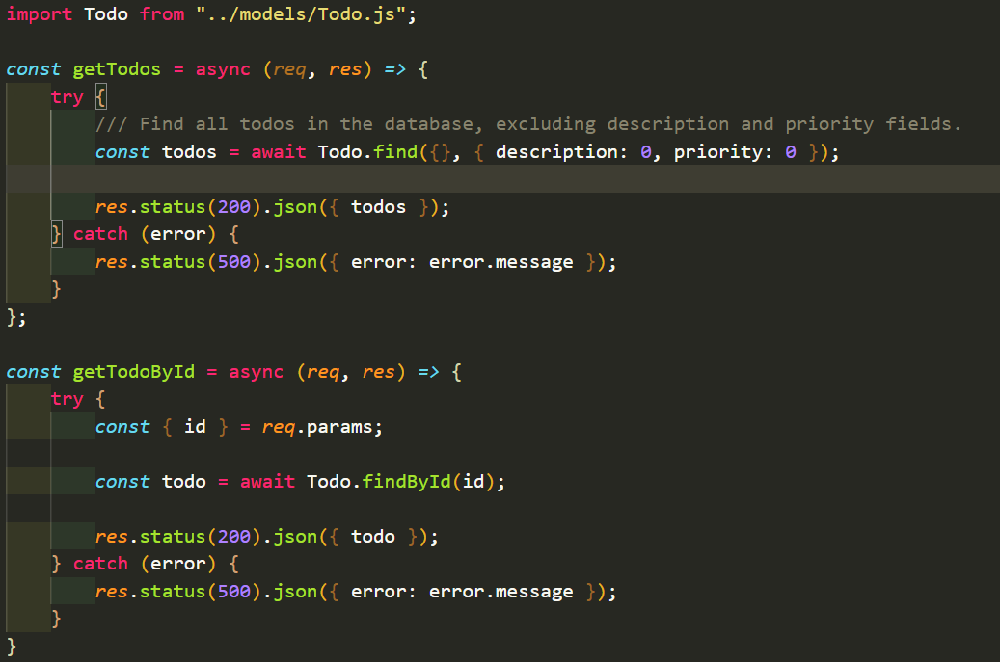 import Todo from "../models/Todo.js";
const getTodos = async (req, res) => {
try {
/// Find all todos in the database, excluding description and priority fields.
const todos = await Todo.find({}, { description: 0, priority: 0 });
res.status(200).json({ todos });
} catch (error) {
res.status(500).json({ error: error.message });
}
};
const getTodoById = async (req, res) => {
try {
const { id } = req.params;
const todo = await Todo.findById(id);
res.status(200).json({ todo });
} catch (error) {
res.status(500).json({ error: error.message });
}
}